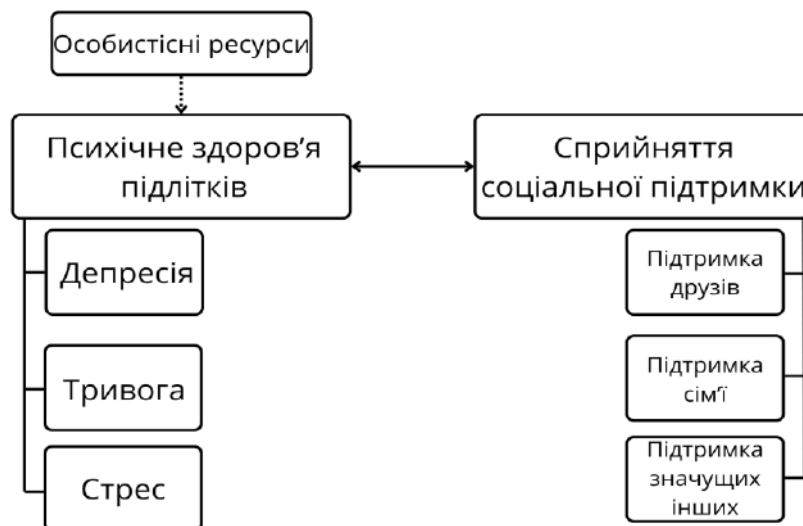 Особистісні ресурси
Психічне здоров’я
підлітків
Сприйняття
соціальної підтримки
Депресія
Тривога
Стрес
Підтримка
друзів
Підтримка
сім’ї
Підтримка
значущих
інших